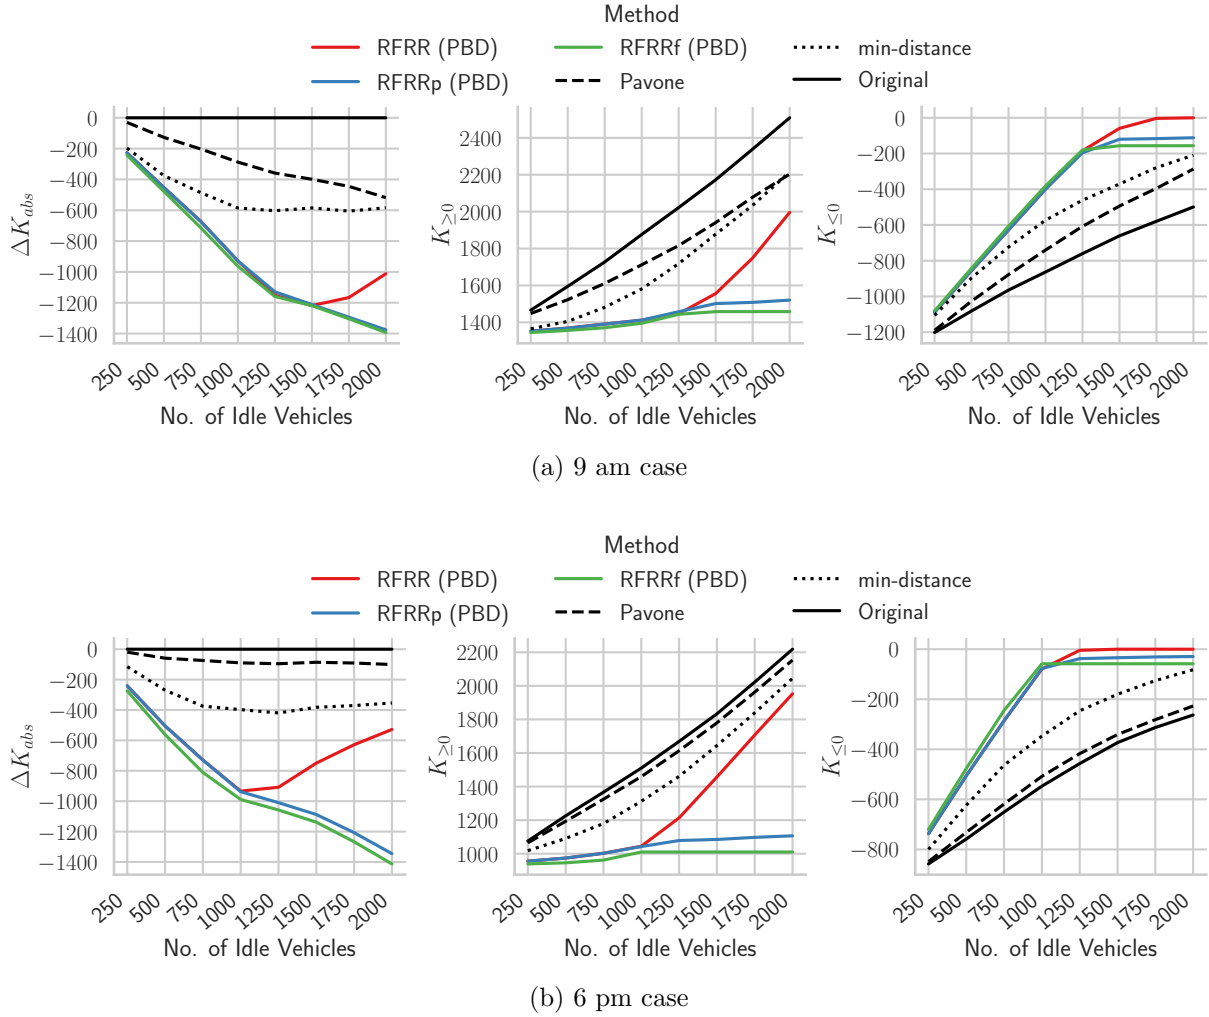 Method
RFRR (PBD) RFRRf (PBD) min-distance
RFRRp (PBD) Pavone Original
0
−200
−400
−600
−800
−1000
−1200
−1400
ΔK_abs
250 500 750 1000 1250 1500 1750 2000
No. of Idle Vehicles
2400
2200
2000
1800
1600
1400
K_≥0
250 500 750 1000 1250 1500 1750 2000
No. of Idle Vehicles
0
−200
−400
−600
−800
−1000
−1200
K_≤0
250 500 750 1000 1250 1500 1750 2000
No. of Idle Vehicles
(a) 9 am case
Method
RFRR (PBD) RFRRf (PBD) min-distance
RFRRp (PBD) Pavone Original
0
−200
−400
−600
−800
−1000
−1200
−1400
ΔK_abs
250 500 750 1000 1250 1500 1750 2000
No. of Idle Vehicles
2200
2000
1800
1600
1400
1200
1000
K_≥0
250 500 750 1000 1250 1500 1750 2000
No. of Idle Vehicles
0
−200
−400
−600
−800
K_≤0
250 500 750 1000 1250 1500 1750 2000
No. of Idle Vehicles
(b) 6 pm case